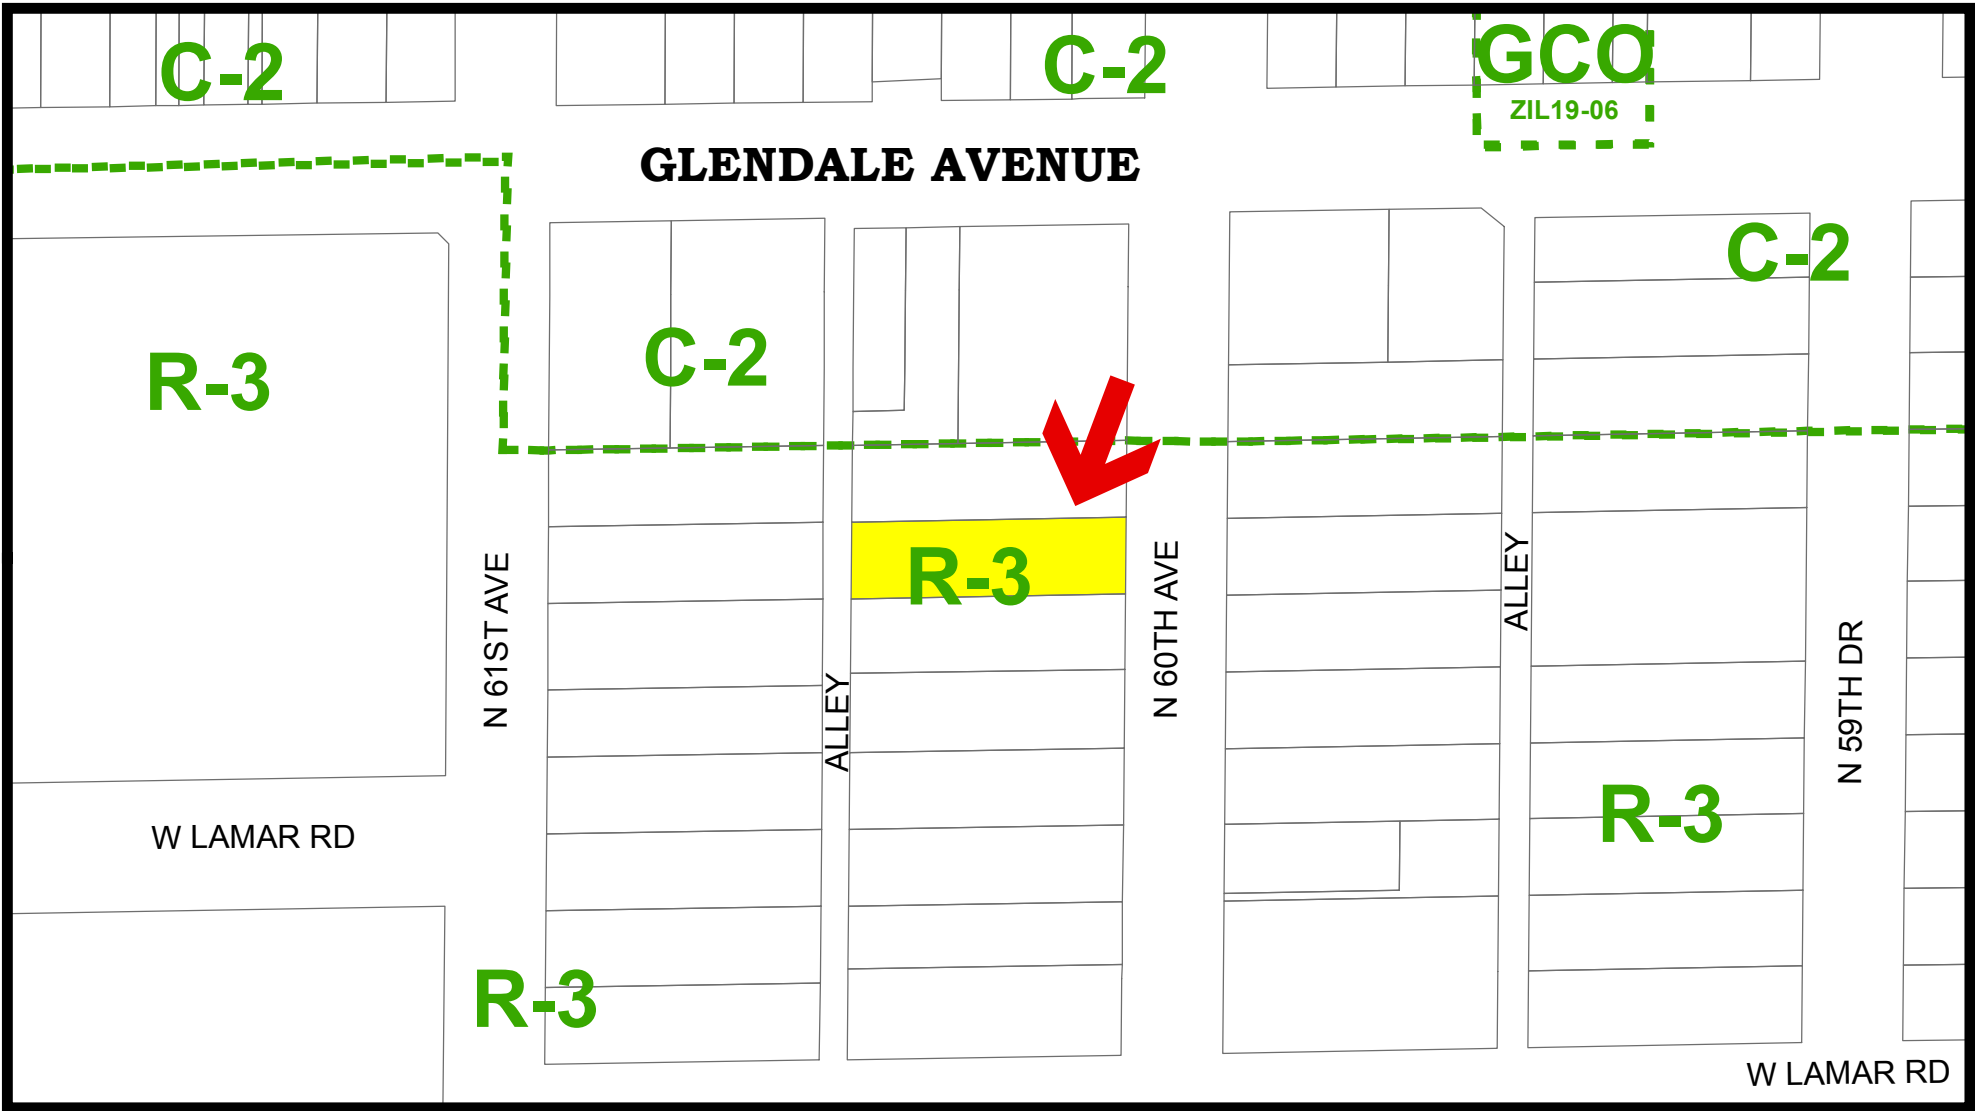 C-2
C-2
GCO
ZIL19-06
GLENDALE AVENUE
C-2
C-2
R-3
R-3
N 61ST AVE
ALLEY
N 60TH AVE
ALLEY
N 59TH DR
R-3
W LAMAR RD
R-3
W LAMAR RD